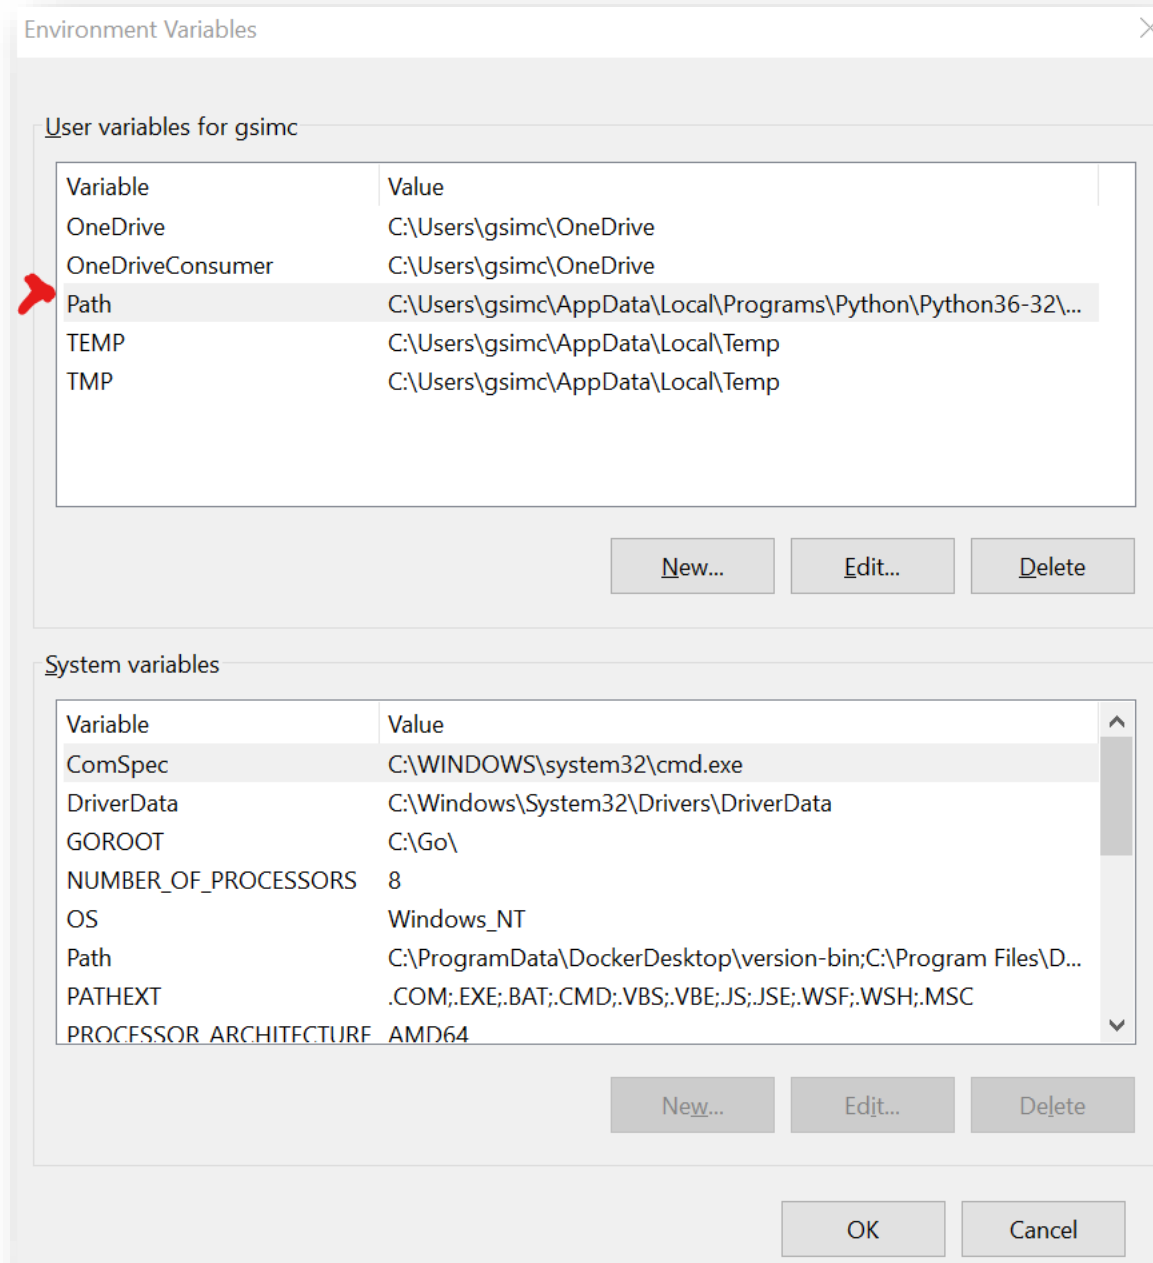 Environment Variables
User variables for gsimc
Variable Value
OneDrive C:\Users\gsimc\OneDrive
OneDriveConsumer C:\Users\gsimc\OneDrive
Path C:\Users\gsimc\AppData\Local\Programs\Python\Python36-32\...
TEMP C:\Users\gsimc\AppData\Local\Temp
TMP C:\Users\gsimc\AppData\Local\Temp
New... Edit... Delete
System variables
Variable Value
ComSpec C:\WINDOWS\system32\cmd.exe
DriverData C:\Windows\System32\Drivers\DriverData
GOROOT C:\Go\
NUMBER_OF_PROCESSORS 8
OS Windows_NT
Path C:\ProgramData\DockerDesktop\version-bin;C:\Program Files\D...
PATHEXT .COM;.EXE;.BAT;.CMD;.VBS;.VBE;.JS;.JSE;.WSF;.WSH;.MSC
PROCESSOR_ARCHITECTURE AMD64
New... Edit... Delete
OK Cancel